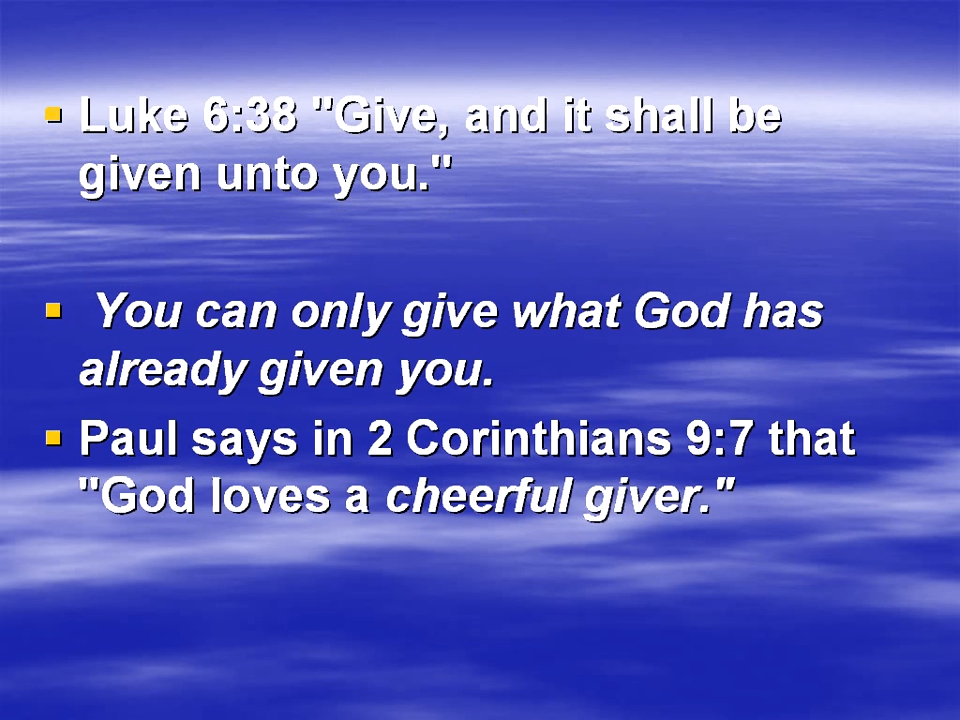 ▪ Luke 6:38 "Give, and it shall be
given unto you."
▪ You can only give what God has
already given you.
▪ Paul says in 2 Corinthians 9:7 that
"God loves a cheerful giver."